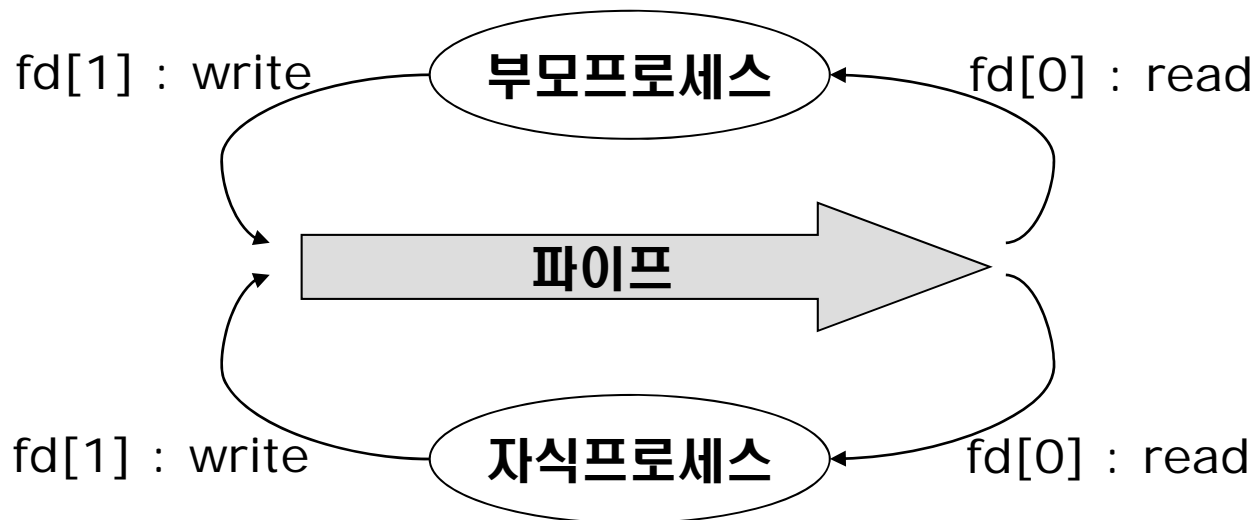 fd[1] : write
부모프로세스
fd[0] : read
파이프
fd[1] : write
자식프로세스
fd[0] : read